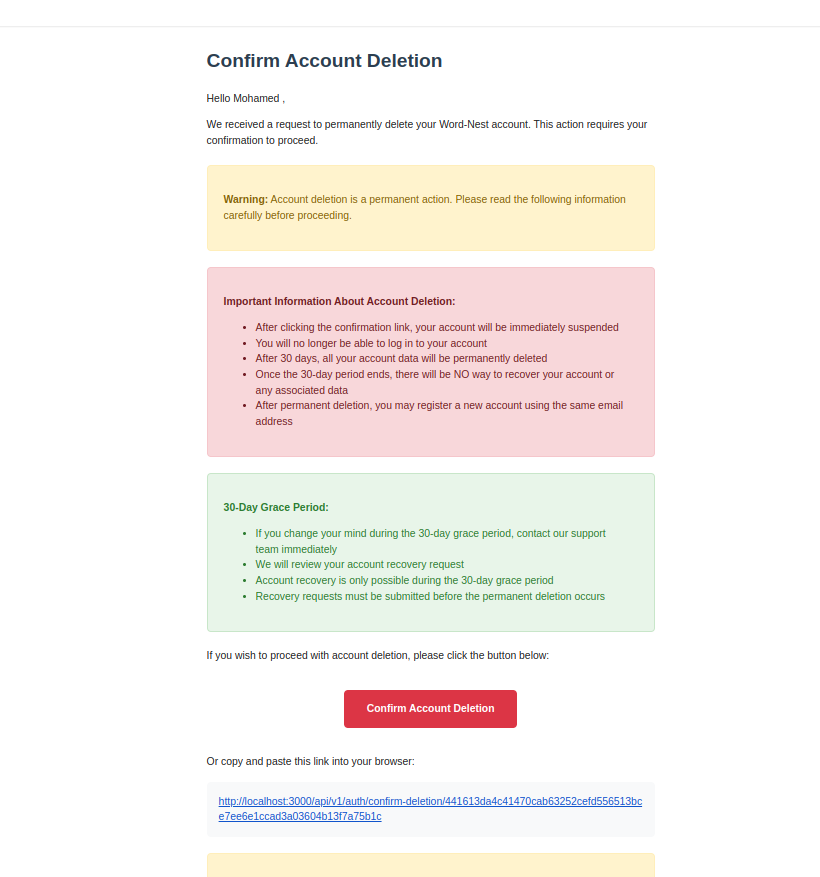 Confirm Account Deletion
Hello Mohamed ,
We received a request to permanently delete your Word-Nest account. This action requires your
confirmation to proceed.
Warning: Account deletion is a permanent action. Please read the following information
carefully before proceeding.
Important Information About Account Deletion:
• After clicking the confirmation link, your account will be immediately suspended
• You will no longer be able to log in to your account
• After 30 days, all your account data will be permanently deleted
• Once the 30-day period ends, there will be NO way to recover your account or
any associated data
• After permanent deletion, you may register a new account using the same email
address
30-Day Grace Period:
• If you change your mind during the 30-day grace period, contact our support
team immediately
• We will review your account recovery request
• Account recovery is only possible during the 30-day grace period
• Recovery requests must be submitted before the permanent deletion occurs
If you wish to proceed with account deletion, please click the button below:
Confirm Account Deletion
Or copy and paste this link into your browser:
http://localhost:3000/api/v1/auth/confirm-deletion/441613da4c41470cab63252cefd556513bc
e7ee6e1ccad3a03604b13f7a75b1c